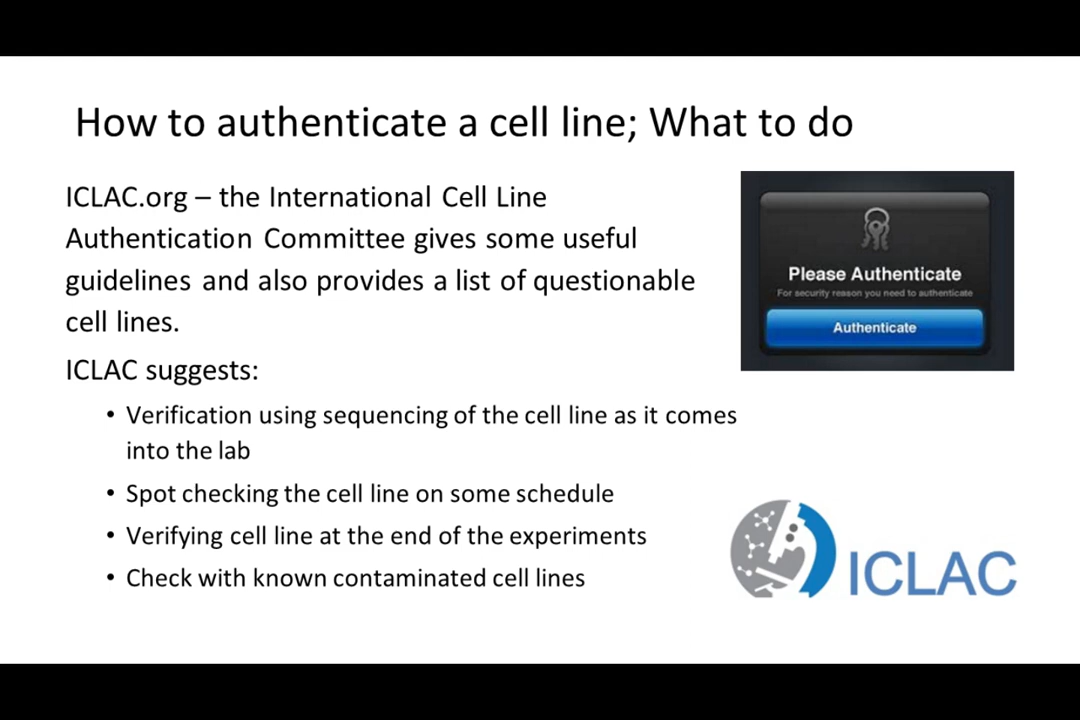 How to authenticate a cell line; What to do
ICLAC.org – the International Cell Line
Authentication Committee gives some useful
guidelines and also provides a list of questionable
cell lines.
ICLAC suggests:
• Verification using sequencing of the cell line as it comes
into the lab
• Spot checking the cell line on some schedule
• Verifying cell line at the end of the experiments
• Check with known contaminated cell lines
Please Authenticate
For security reason you need to authenticate
Authenticate
ICLAC